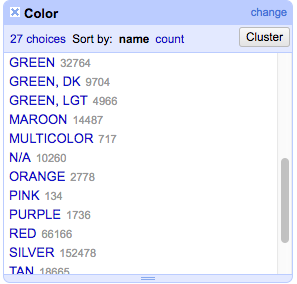 Color change
27 choices Sort by: name count Cluster
GREEN 32764
GREEN, DK 9704
GREEN, LGT 4966
MAROON 14487
MULTICOLOR 717
N/A 10260
ORANGE 2778
PINK 134
PURPLE 1736
RED 66166
SILVER 152478
TAN 18665